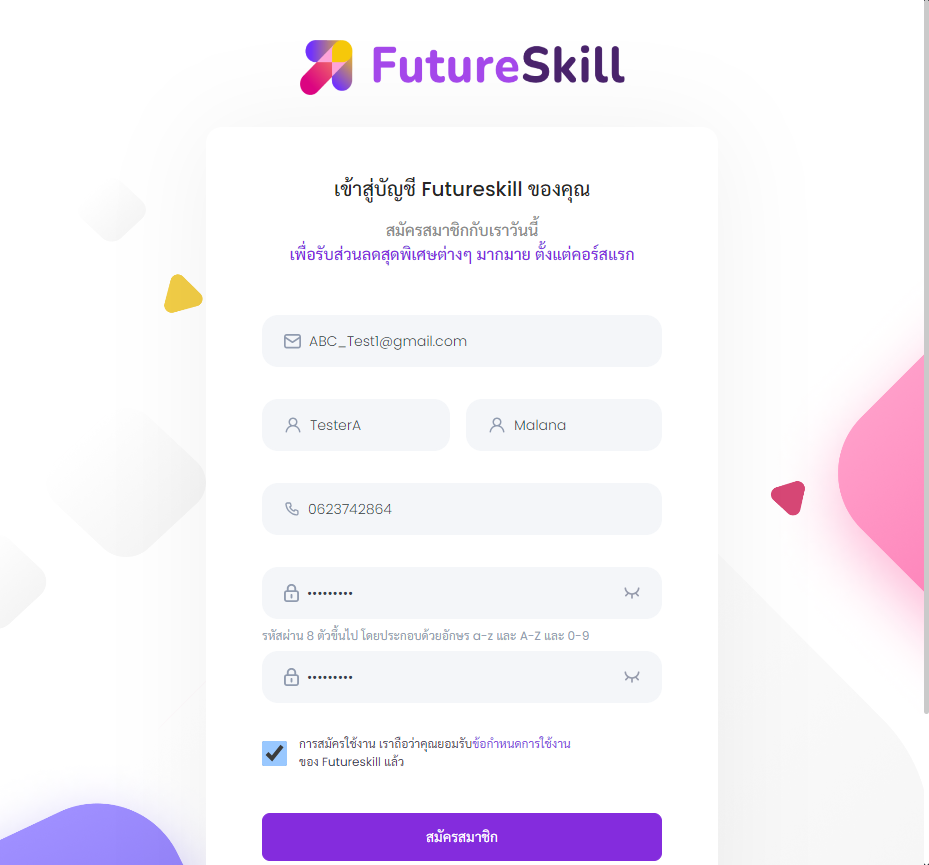 FutureSkill
เข้าสู่บัญชี Futureskill ของคุณ
สมัครสมาชิกกับเราวันนี้
เพื่อรับส่วนลดสุดพิเศษต่างๆ มากมาย ตั้งแต่คอร์สแรก
ABC_Test1@gmail.com
TesterA
Malana
0623742864
•••••••••
รหัสผ่าน 8 ตัวขึ้นไป โดยประกอบด้วยอักษร a-z และ A-Z และ 0-9
•••••••••
การสมัครใช้งาน เราถือว่าคุณยอมรับข้อกำหนดการใช้งาน
ของ Futureskill แล้ว
สมัครสมาชิก